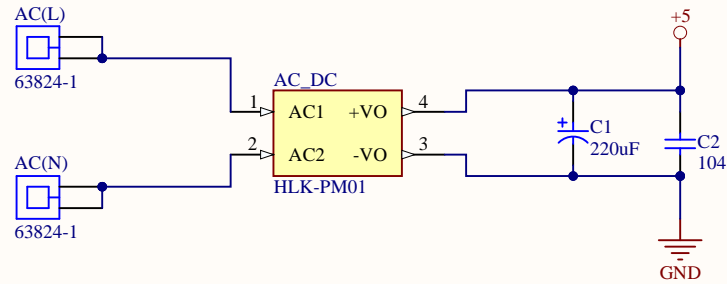 AC(L)
63824-1
AC(N)
63824-1
AC_DC
1 AC1 +VO 4
2 AC2 -VO 3
HLK-PM01
+ C1
220uF
+5
C2
104
GND